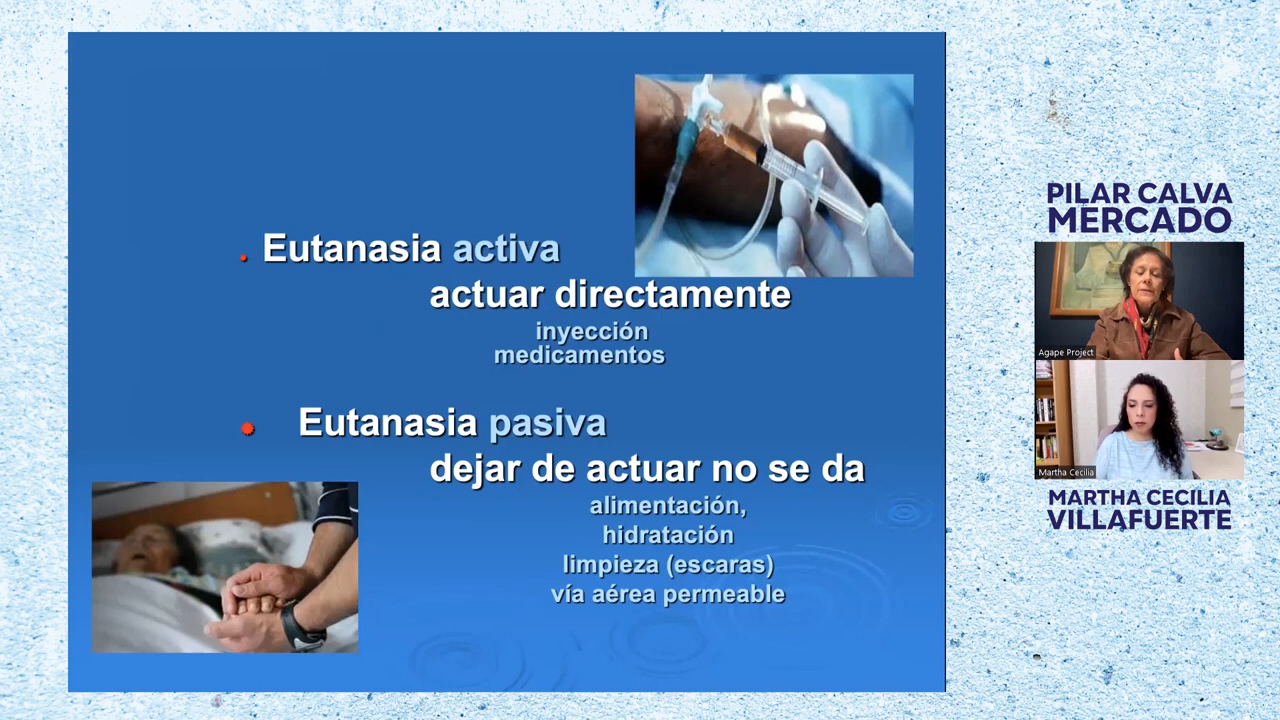 Eutanasia activa
actuar directamente
inyección
medicamentos
Eutanasia pasiva
dejar de actuar no se da
alimentación,
hidratación
limpieza (escaras)
vía aérea permeable
PILAR CALVA
MERCADO
Agape Project
Martha Cecilia
MARTHA CECILIA
VILLAFUERTE